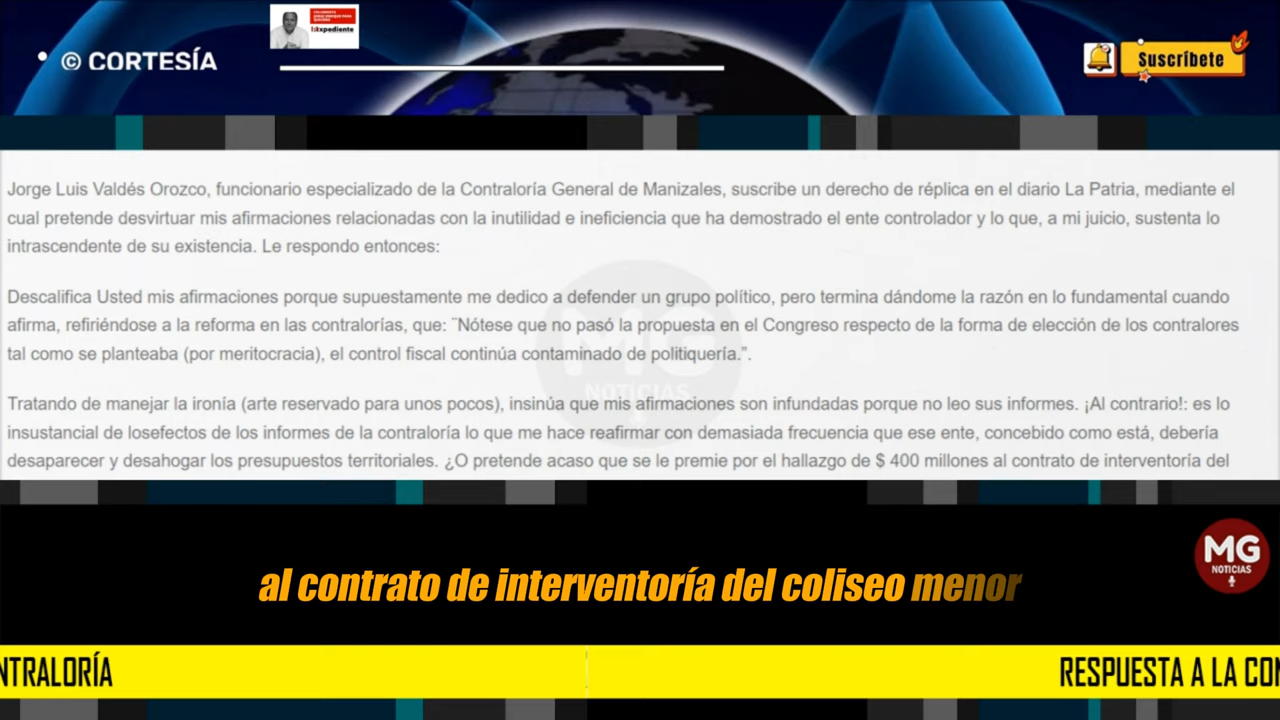 © CORTESÍA
Expediente
Suscríbete
Jorge Luis Valdés Orozco, funcionario especializado de la Contraloría General de Manizales, suscribe un derecho de réplica en el diario La Patria, mediante el
cual pretende desvirtuar mis afirmaciones relacionadas con la inutilidad e ineficiencia que ha demostrado el ente controlador y lo que, a mi juicio, sustenta lo
intrascendente de su existencia. Le respondo entonces:
Descalifica Usted mis afirmaciones porque supuestamente me dedico a defender un grupo político, pero termina dándome la razón en lo fundamental cuando
afirma, refiriéndose a la reforma en las contralorías, que: ¨Nótese que no pasó la propuesta en el Congreso respecto de la forma de elección de los contralores
tal como se planteaba (por meritocracia), el control fiscal continúa contaminado de politiquería.”.
Tratando de manejar la ironía (arte reservado para unos pocos), insinúa que mis afirmaciones son infundadas porque no leo sus informes. ¡Al contrario!: es lo
insustancial de losefectos de los informes de la contraloría lo que me hace reafirmar con demasiada frecuencia que ese ente, concebido como está, debería
desaparecer y desahogar los presupuestos territoriales. ¿O pretende acaso que se le premie por el hallazgo de $ 400 millones al contrato de interventoría del
MG
NOTICIAS
al contrato de interventoría del coliseo menor
MG
NOTICIAS
NTRALORÍA
RESPUESTA A LA CON